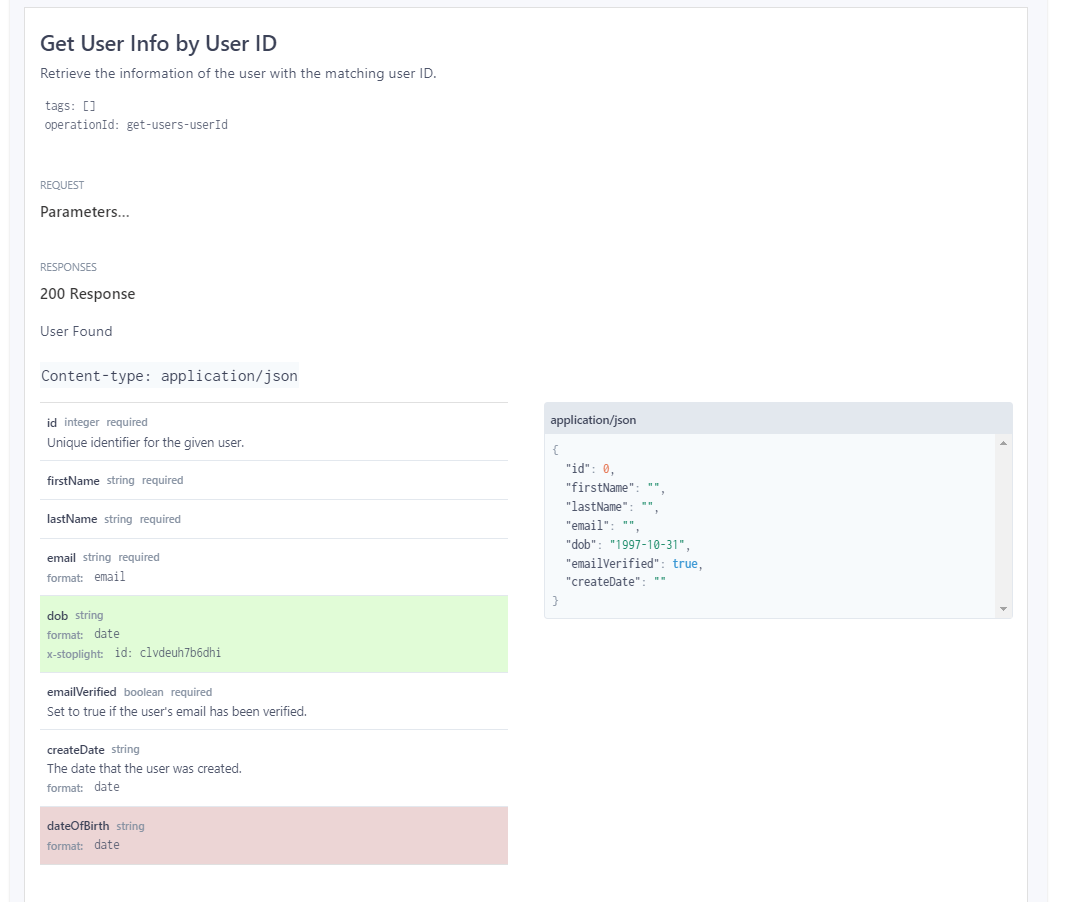 Get User Info by User ID
Retrieve the information of the user with the matching user ID.
tags: []
operationId: get-users-userId
REQUEST
Parameters...
RESPONSES
200 Response
User Found
Content-type: application/json
id integer required
Unique identifier for the given user.
firstName string required
lastName string required
email string required
format: email
dob string
format: date
x-stoplight: id: clvdeuh7b6dhi
emailVerified boolean required
Set to true if the user's email has been verified.
createDate string
The date that the user was created.
format: date
dateOfBirth string
format: date
application/json
{
"id": 0,
"firstName": "",
"lastName": "",
"email": "",
"dob": "1997-10-31",
"emailVerified": true,
"createDate": ""
}